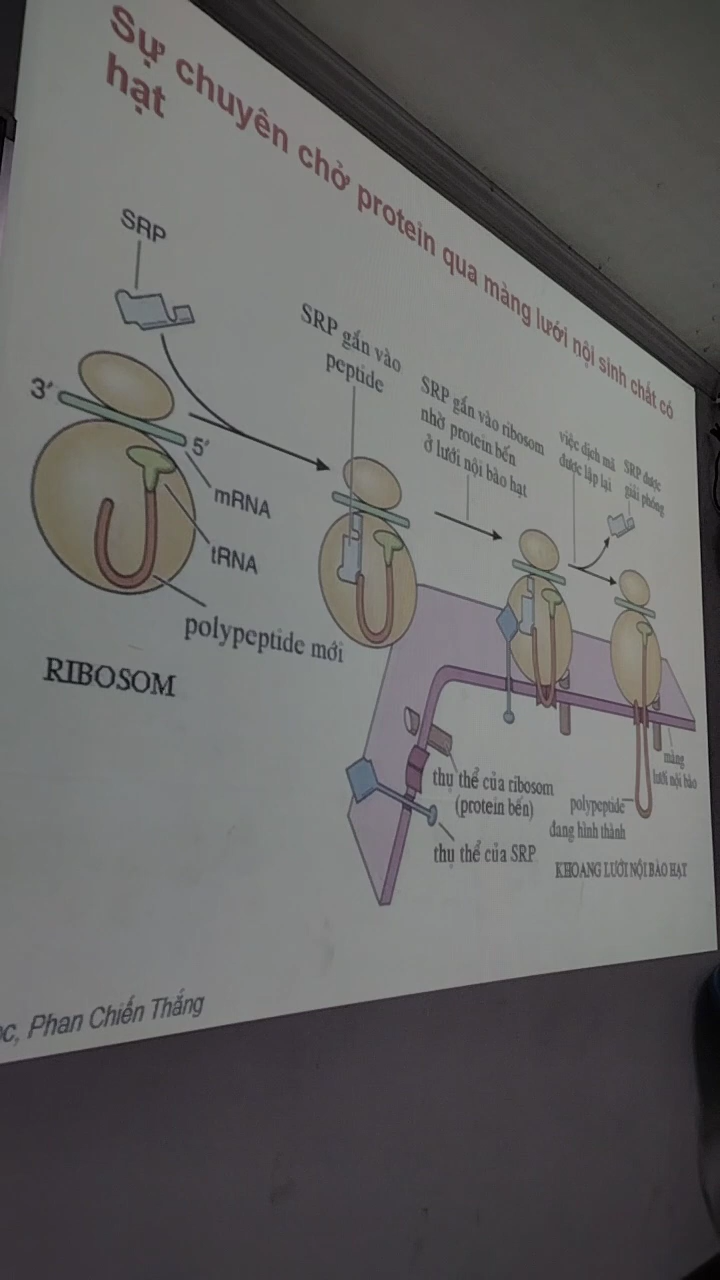 Sự chuyên chở protein qua màng lưới nội sinh chất có
hạt
SRP
3'
5'
mRNA
tRNA
polypeptide mới
RIBOSOM
SRP gắn vào
peptide
SRP gắn vào ribosom
nhờ protein bến
ở lưới nội bào hạt
việc dịch mã
được lập lại
SRP được
giải phóng
thụ thể của ribosom
(protein bến)
thụ thể của SRP
polypeptide
đang hình thành
màng
lưới nội bào
KHOANG LƯỚI NỘI BÀO HẠT
Phan Chiến Thắng